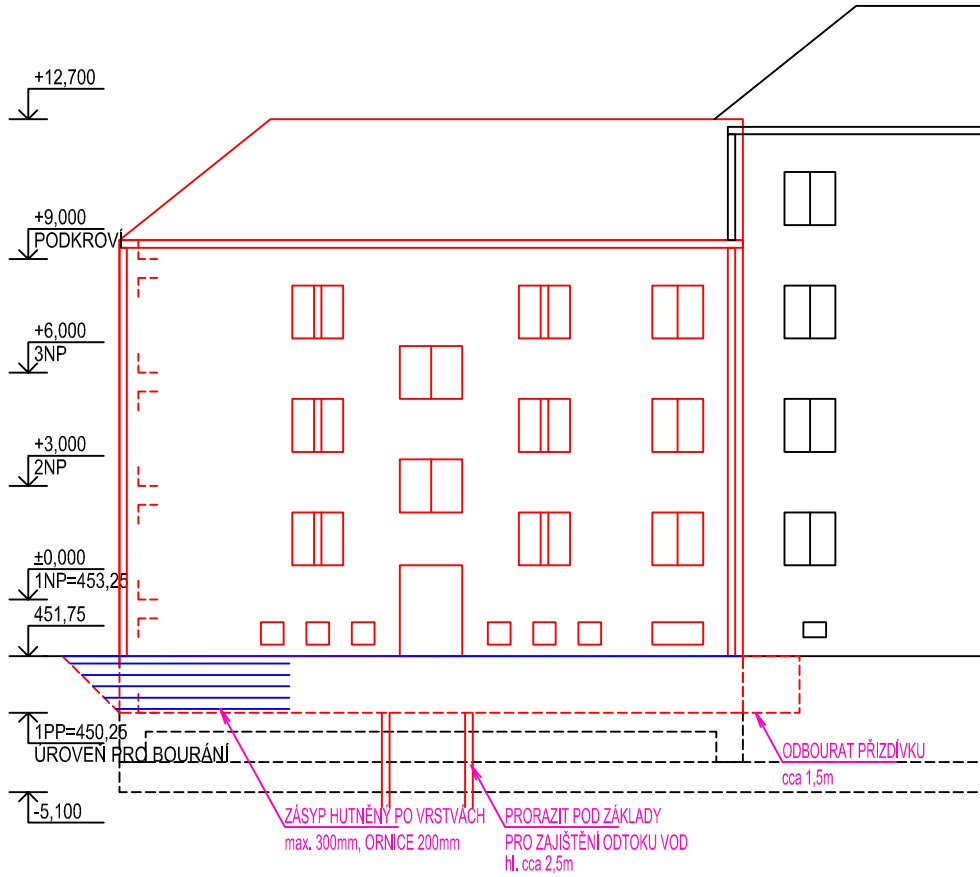 +12,700
+9,000
PODKROVÍ
+6,000
3NP
+3,000
2NP
±0,000
1NP=453,25
451,75
1PP=450,25
ÚROVEŇ PRO BOURÁNÍ
-5,100
ZÁSYP HUTNĚNÝ PO VRSTVÁCH
max. 300mm, ORNICE 200mm
PRORAZIT POD ZÁKLADY
PRO ZAJIŠTĚNÍ ODTOKU VOD
hl. cca 2,5m
ODBOURAT PŘIZDÍVKU
cca 1,5m